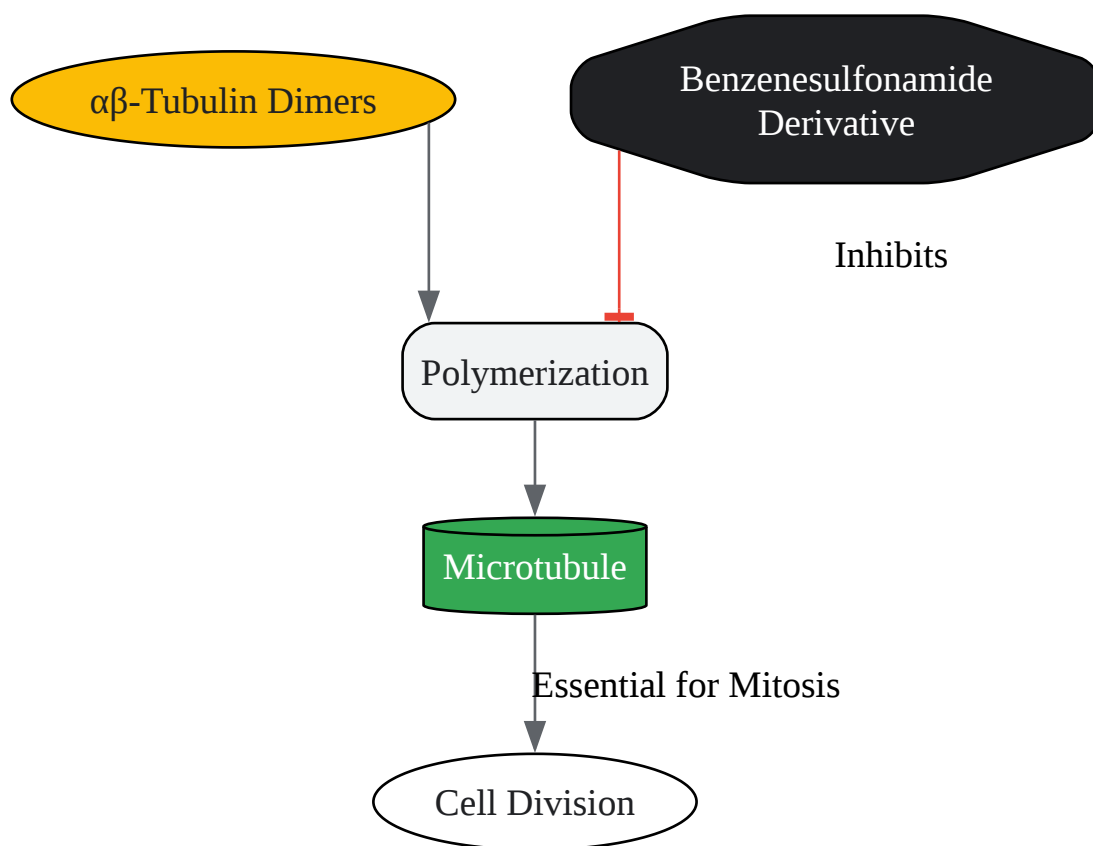 αβ-Tubulin Dimers
Benzenesulfonamide
Derivative
Inhibits
Polymerization
Microtubule
Essential for Mitosis
Cell Division